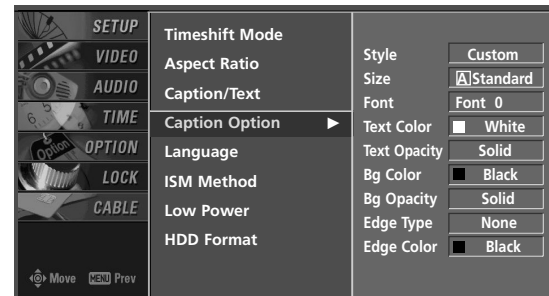 SETUP
VIDEO
AUDIO
TIME
OPTION
LOCK
CABLE
Move MENU Prev
Timeshift Mode
Aspect Ratio
Caption/Text
Caption Option
Language
ISM Method
Low Power
HDD Format
Style Custom
Size A Standard
Font Font 0
Text Color White
Text Opacity Solid
Bg Color Black
Bg Opacity Solid
Edge Type None
Edge Color Black